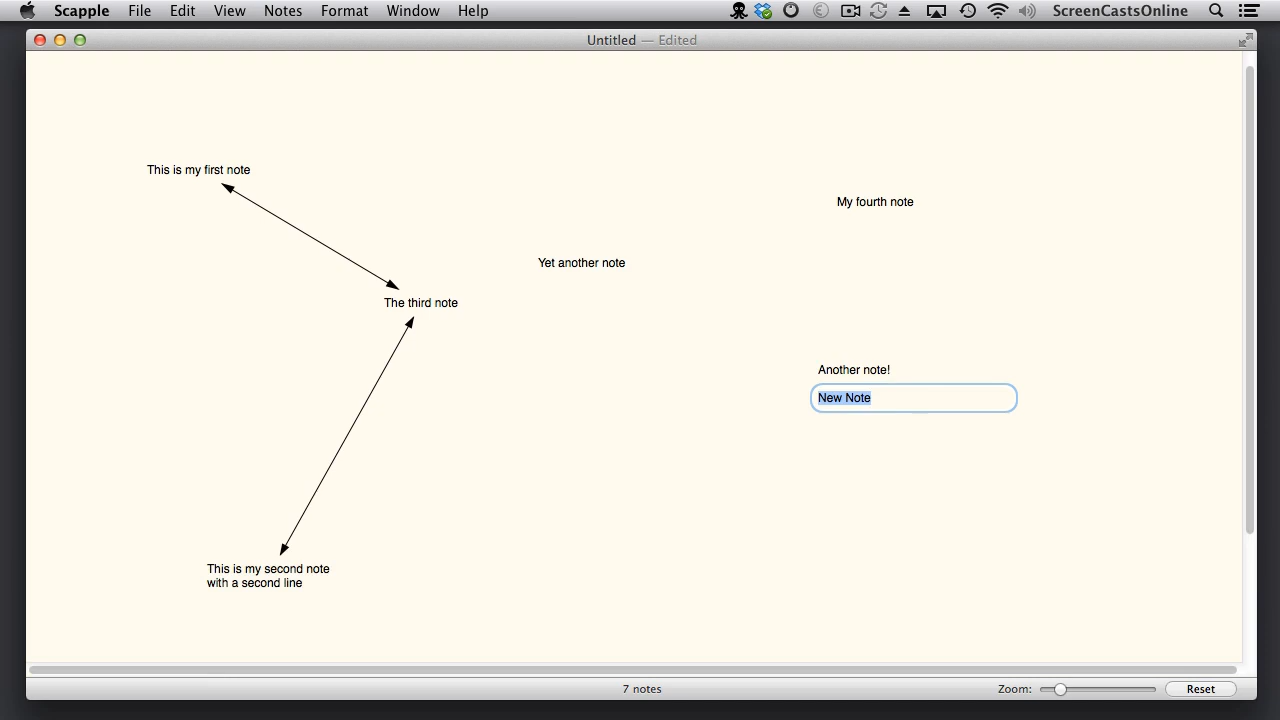 Scapple File Edit View Notes Format Window Help ScreenCastsOnline
Untitled — Edited
This is my first note
My fourth note
Yet another note
The third note
Another note!
New Note
This is my second note
with a second line
7 notes
Zoom: Reset